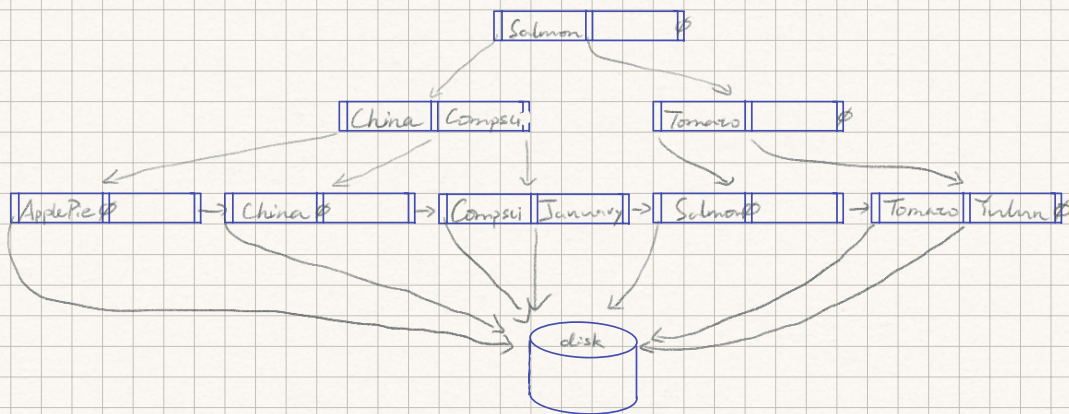 Salmon ∅
China Compsci Tomato ∅
ApplePie ∅ China ∅ Compsci January Salmon ∅ Tomato ∅
disk